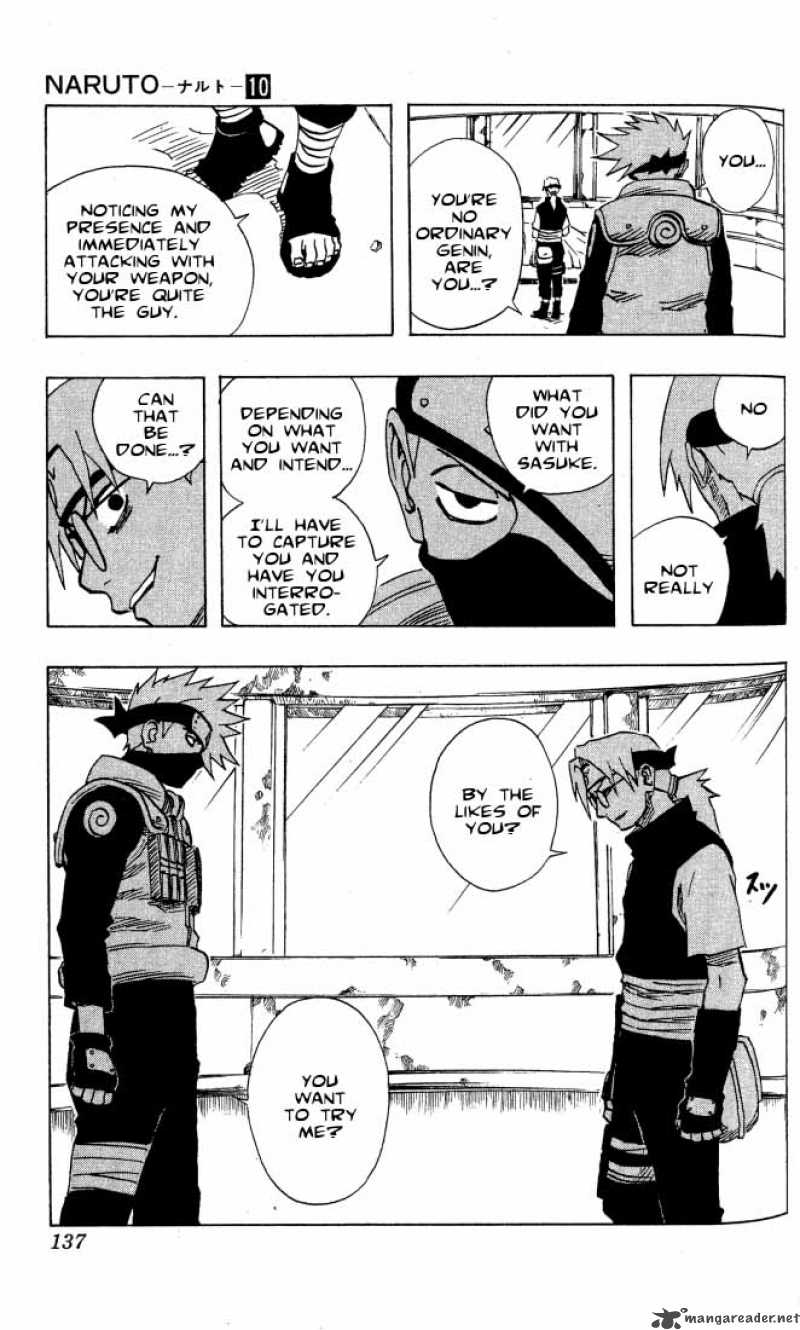 NARUTO —ナルト— 10
YOU...
YOU'RE
NO
ORDINARY
GENIN,
ARE
YOU...?
NOTICING MY
PRESENCE AND
IMMEDIATELY
ATTACKING WITH
YOUR WEAPON,
YOU'RE QUITE
THE GUY.
NO
NOT
REALLY
WHAT
DID YOU
WANT
WITH
SASUKE.
DEPENDING
ON WHAT
YOU WANT
AND INTEND...
I'LL HAVE
TO CAPTURE
YOU AND
HAVE YOU
INTERRO-
GATED.
CAN
THAT
BE
DONE...?
BY THE
LIKES OF
YOU?
スッ
YOU
WANT
TO TRY
ME?
137
mangareader.net